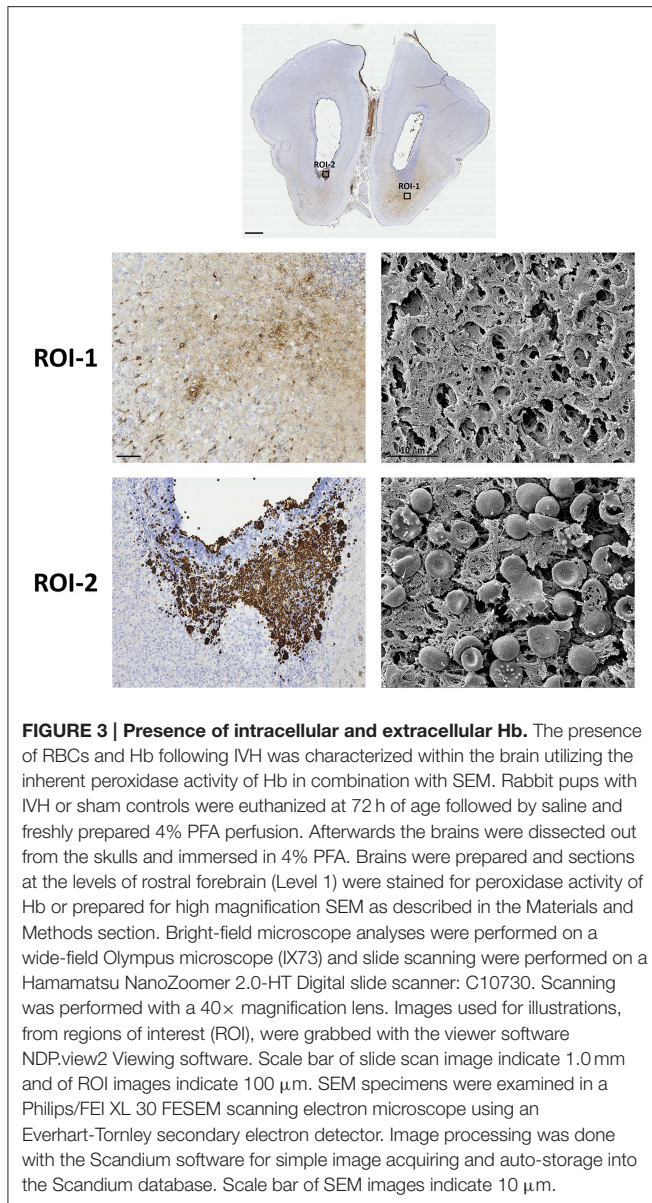 ROI-2
ROI-1
ROI-1
10 µm
ROI-2
FIGURE 3 | Presence of intracellular and extracellular Hb. The presence
of RBCs and Hb following IVH was characterized within the brain utilizing the
inherent peroxidase activity of Hb in combination with SEM. Rabbit pups with
IVH or sham controls were euthanized at 72 h of age followed by saline and
freshly prepared 4% PFA perfusion. Afterwards the brains were dissected out
from the skulls and immersed in 4% PFA. Brains were prepared and sections
at the levels of rostral forebrain (Level 1) were stained for peroxidase activity of
Hb or prepared for high magnification SEM as described in the Materials and
Methods section. Bright-field microscope analyses were performed on a
wide-field Olympus microscope (IX73) and slide scanning were performed on a
Hamamatsu NanoZoomer 2.0-HT Digital slide scanner: C10730. Scanning
was performed with a 40× magnification lens. Images used for illustrations,
from regions of interest (ROI), were grabbed with the viewer software
NDP.view2 Viewing software. Scale bar of slide scan image indicate 1.0 mm
and of ROI images indicate 100 µm. SEM specimens were examined in a
Philips/FEI XL 30 FESEM scanning electron microscope using an
Everhart-Tornley secondary electron detector. Image processing was done
with the Scandium software for simple image acquiring and auto-storage into
the Scandium database. Scale bar of SEM images indicate 10 µm.